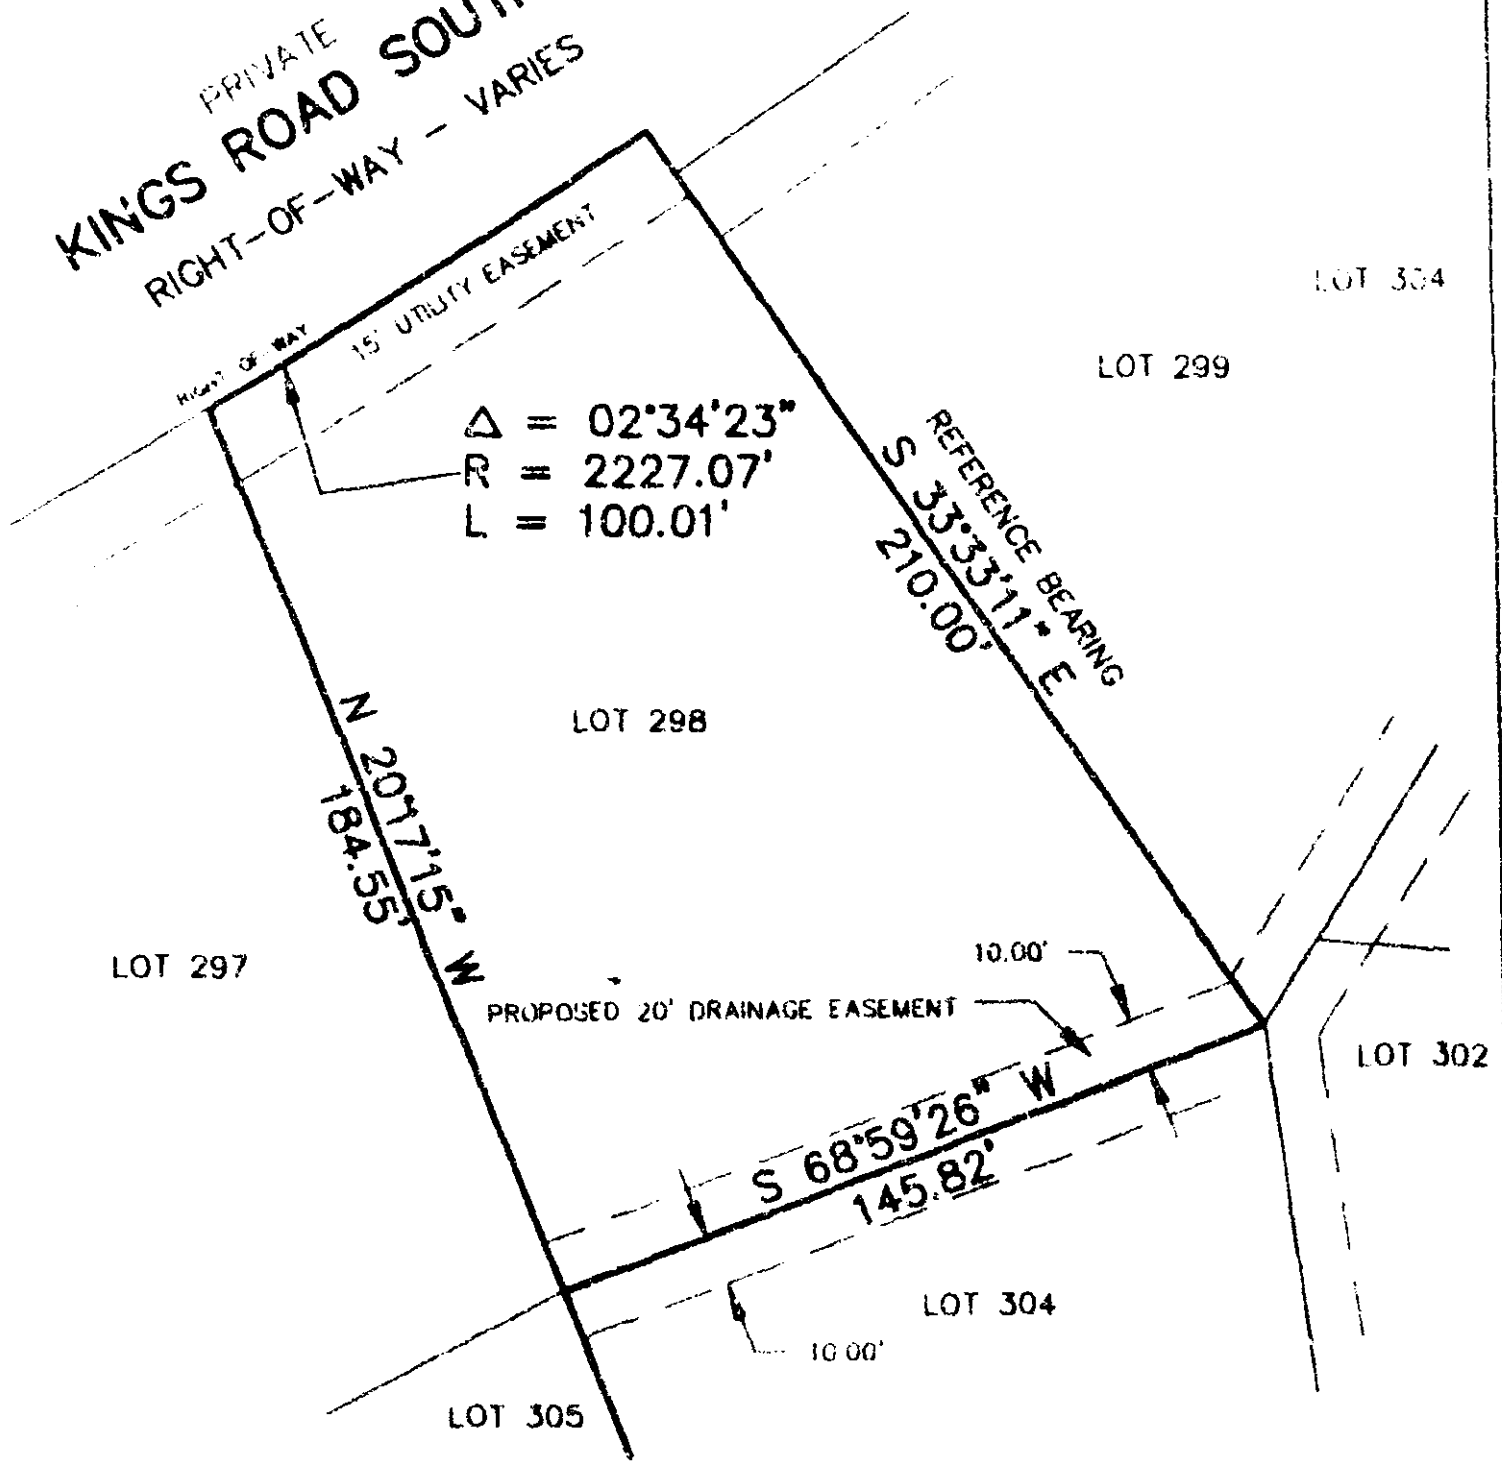 PRIVATE
KINGS ROAD SOUTH
RIGHT-OF-WAY - VARIES
RIGHT OF WAY
15' UTILITY EASEMENT
Δ = 02°34'23"
R = 2227.07'
L = 100.01'
LOT 299
REFERENCE BEARING
S 33°33'11" E
210.00'
LOT 298
N 20°17'15" W
184.55'
LOT 297
10.00'
PROPOSED 20' DRAINAGE EASEMENT
LOT 302
S 68°59'26" W
145.82'
LOT 304
10.00'
LOT 305